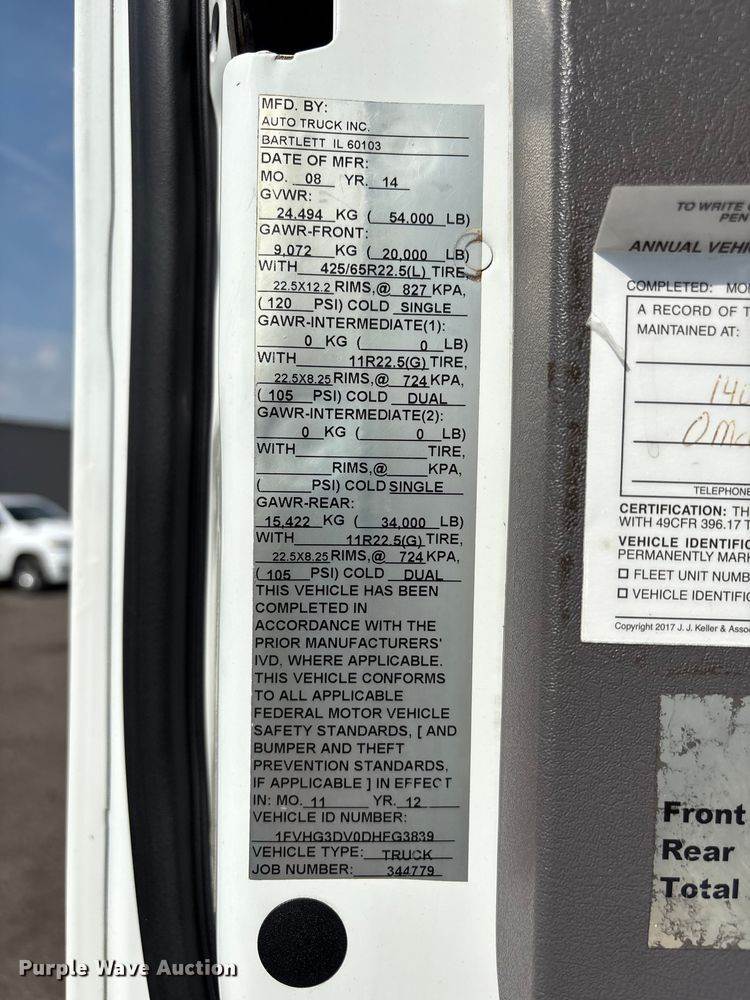 MFD. BY:
AUTO TRUCK INC.
BARTLETT IL 60103
DATE OF MFR:
MO. 08 YR. 14
GVWR:
24,494 KG ( 54,000 LB)
GAWR-FRONT:
9,072 KG ( 20,000 LB)
WITH 425/65R22.5(L) TIRE,
22.5X12.2 RIMS,@ 827 KPA,
( 120 PSI) COLD SINGLE
GAWR-INTERMEDIATE(1):
0 KG ( 0 LB)
WITH 11R22.5(G) TIRE,
22.5X8.25 RIMS,@ 724 KPA,
( 105 PSI) COLD DUAL
GAWR-INTERMEDIATE(2):
0 KG ( 0 LB)
WITH TIRE,
RIMS,@ KPA,
( PSI) COLD SINGLE
GAWR-REAR:
15,422 KG ( 34,000 LB)
WITH 11R22.5(G) TIRE,
22.5X8.25 RIMS,@ 724 KPA,
( 105 PSI) COLD DUAL
THIS VEHICLE HAS BEEN
COMPLETED IN
ACCORDANCE WITH THE
PRIOR MANUFACTURERS'
IVD, WHERE APPLICABLE.
THIS VEHICLE CONFORMS
TO ALL APPLICABLE
FEDERAL MOTOR VEHICLE
SAFETY STANDARDS, [ AND
BUMPER AND THEFT
PREVENTION STANDARDS,
IF APPLICABLE ] IN EFFECT
IN: MO. 11 YR. 12
VEHICLE ID NUMBER:
1FVHG3DV0DHFG3839
VEHICLE TYPE: TRUCK
JOB NUMBER: 344779
TO WRITE
PEN
ANNUAL VEHI
COMPLETED: MO
A RECORD OF T
MAINTAINED AT:
140
OMa
TELEPHONE
CERTIFICATION: TH
WITH 49CFR 396.17 T
VEHICLE IDENTIFIC
PERMANENTLY MAR
☐ FLEET UNIT NUMB
☐ VEHICLE IDENTIFIC
Copyright 2017 J. J. Keller & Asso
Front
Rear
Total
Purple Wave Auction